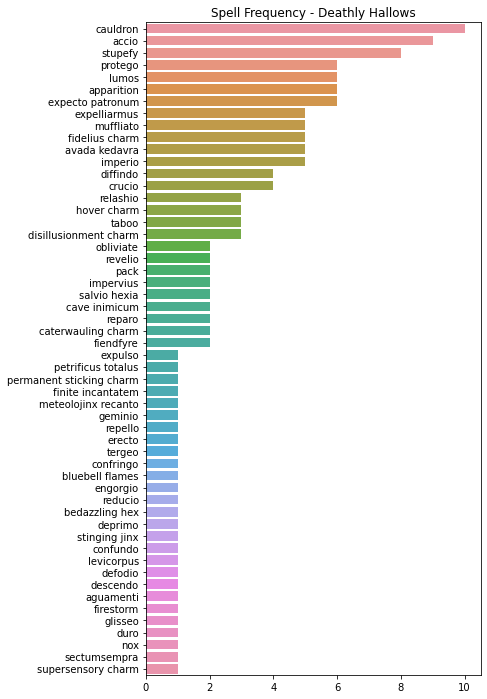 Spell Frequency - Deathly Hallows
cauldron
accio
stupefy
protego
lumos
apparition
expecto patronum
expelliarmus
muffliato
fidelius charm
avada kedavra
imperio
diffindo
crucio
relashio
hover charm
taboo
disillusionment charm
obliviate
revelio
pack
impervius
salvio hexia
cave inimicum
reparo
caterwauling charm
fiendfyre
expulso
petrificus totalus
permanent sticking charm
finite incantatem
meteolojinx recanto
geminio
repello
erecto
tergeo
confringo
bluebell flames
engorgio
reducio
bedazzling hex
deprimo
stinging jinx
confundo
levicorpus
defodio
descendo
aguamenti
firestorm
glisseo
duro
nox
sectumsempra
supersensory charm
0 2 4 6 8 10